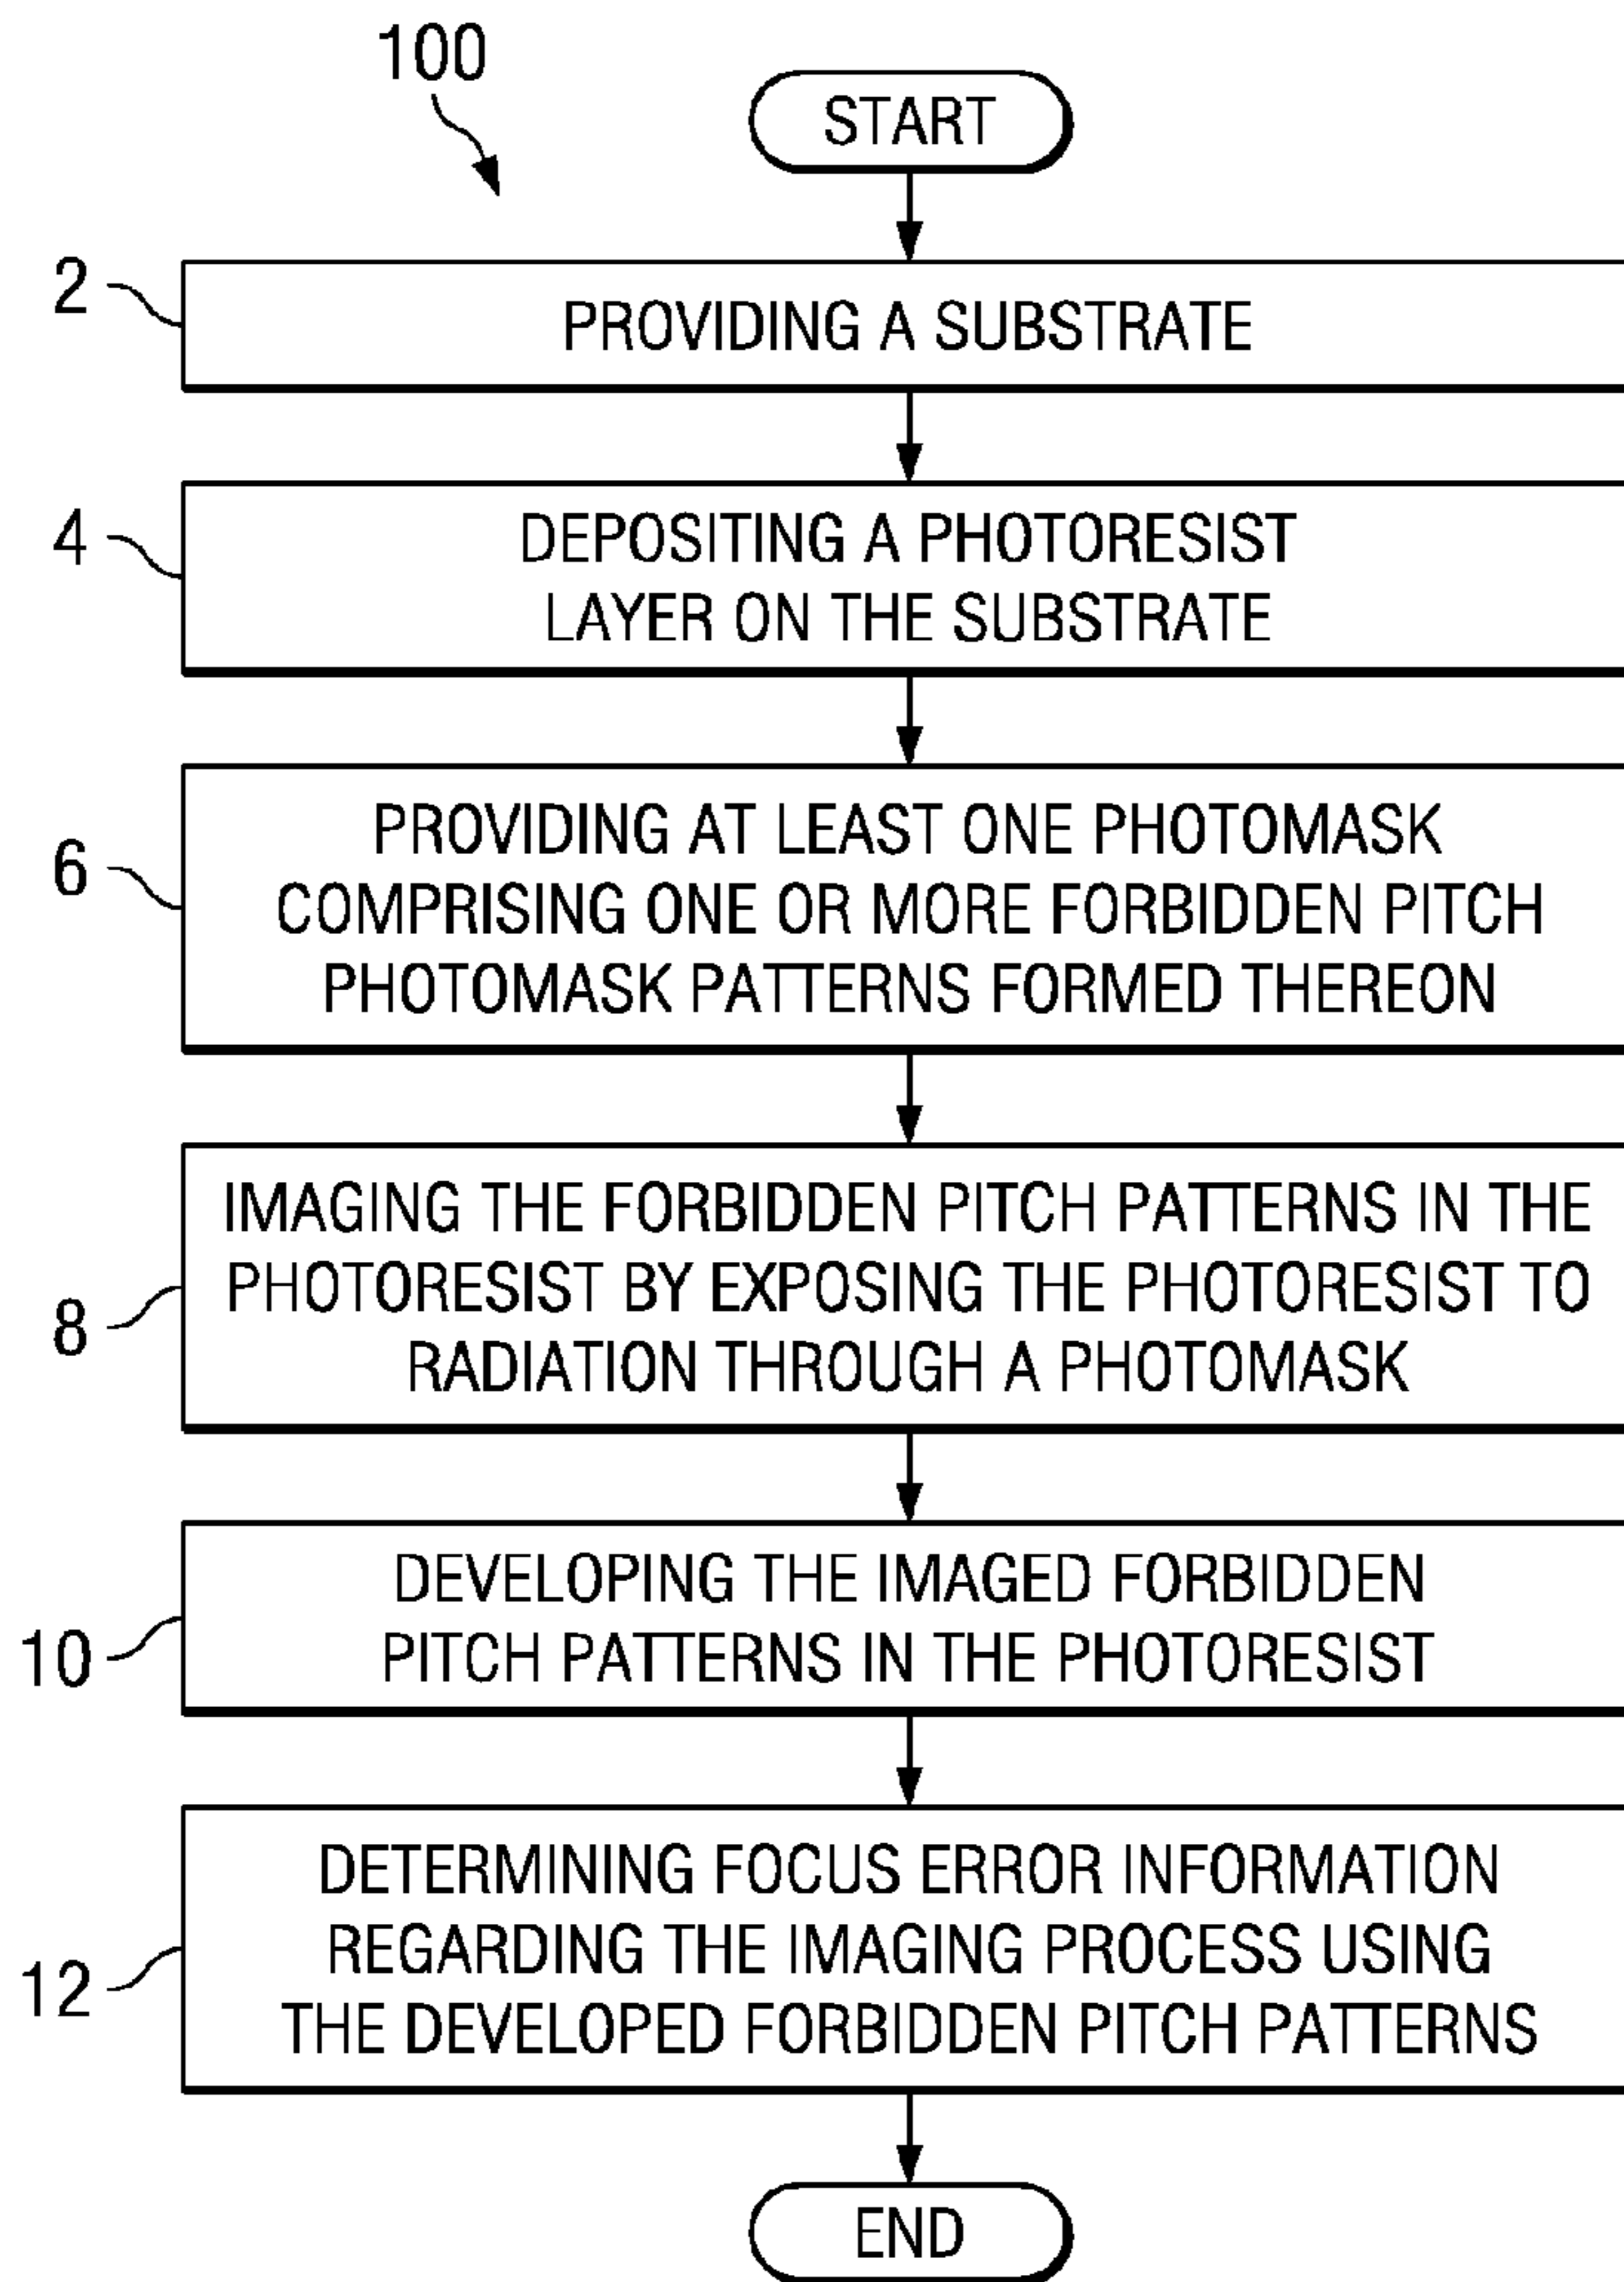 100
START
2
PROVIDING A SUBSTRATE
4
DEPOSITING A PHOTORESIST
LAYER ON THE SUBSTRATE
6
PROVIDING AT LEAST ONE PHOTOMASK
COMPRISING ONE OR MORE FORBIDDEN PITCH
PHOTOMASK PATTERNS FORMED THEREON
8
IMAGING THE FORBIDDEN PITCH PATTERNS IN THE
PHOTORESIST BY EXPOSING THE PHOTORESIST TO
RADIATION THROUGH A PHOTOMASK
10
DEVELOPING THE IMAGED FORBIDDEN
PITCH PATTERNS IN THE PHOTORESIST
12
DETERMINING FOCUS ERROR INFORMATION
REGARDING THE IMAGING PROCESS USING
THE DEVELOPED FORBIDDEN PITCH PATTERNS
END